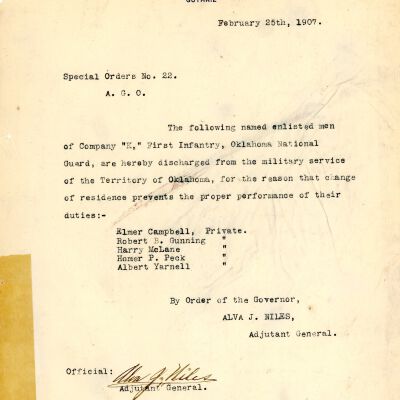 GUTHRIE
February 25th, 1907.
Special Orders No. 22.
A. G. O.
The following named enlisted men
of Company "K," First Infantry, Oklahoma National
Guard, are hereby discharged from the military service
of the Territory of Oklahoma, for the reason that change
of residence prevents the proper performance of their
duties:-
Elmer Campbell, Private.
Robert B. Gunning "
Harry McLane "
Homer P. Peck "
Albert Yarnell "
By Order of the Governor,
ALVA J. NILES,
Adjutant General.
Official: Alva J. Niles
Adjutant General.